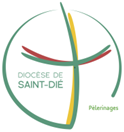 DIOCÈSE DE
SAINT-DIÉ
Pèlerinages